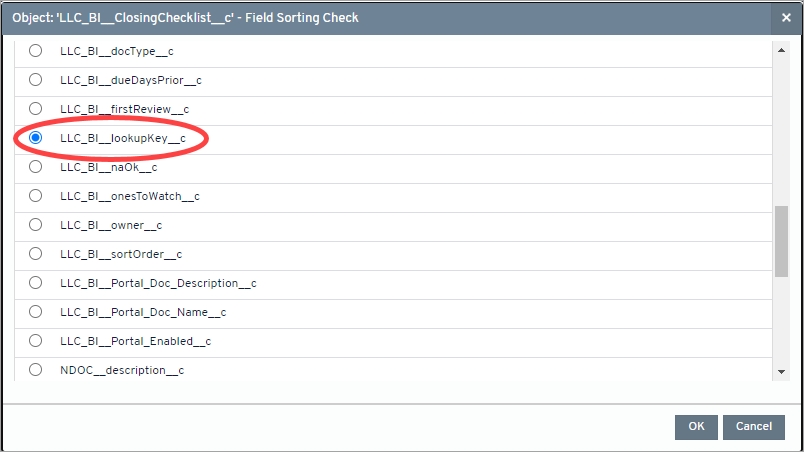 Object: 'LLC_BI__ClosingChecklist__c' - Field Sorting Check
LLC_BI__docType__c
LLC_BI__dueDaysPrior__c
LLC_BI__firstReview__c
LLC_BI__lookupKey__c
LLC_BI__naOk__c
LLC_BI__onesToWatch__c
LLC_BI__owner__c
LLC_BI__sortOrder__c
LLC_BI__Portal_Doc_Description__c
LLC_BI__Portal_Doc_Name__c
LLC_BI__Portal_Enabled__c
NDOC__description__c
OK Cancel